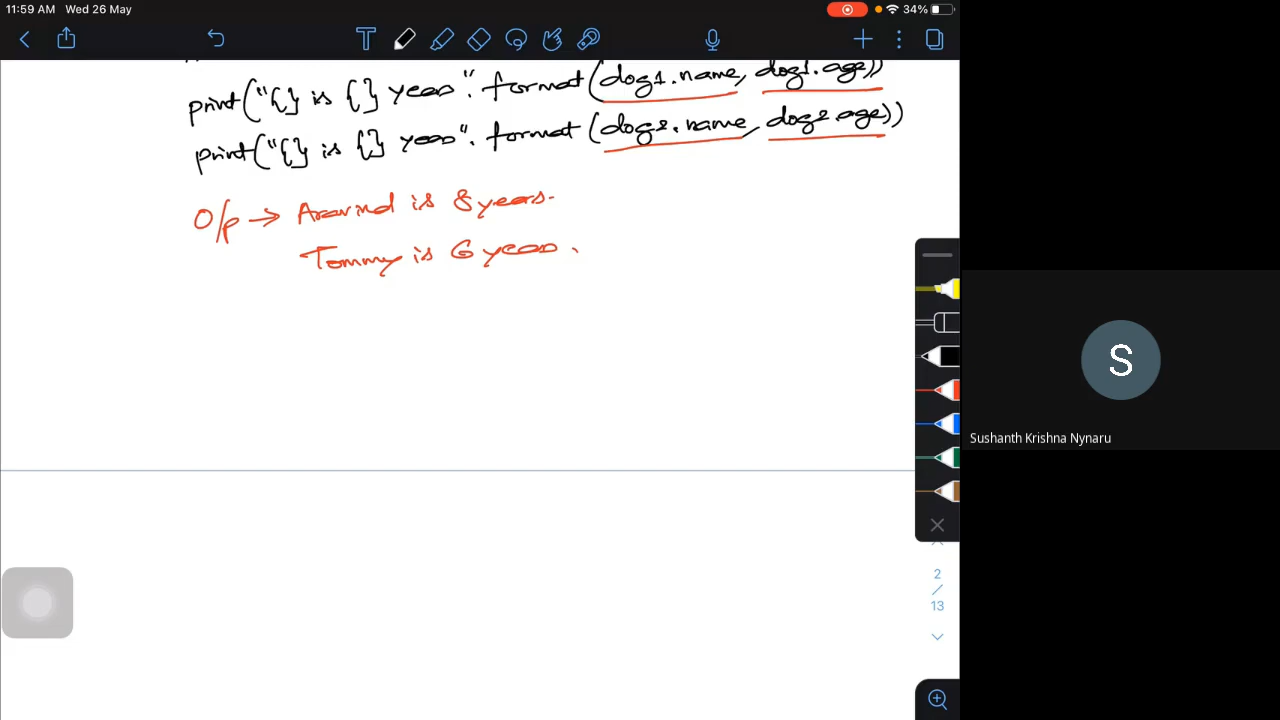 11:59 AM Wed 26 May
34%
print("{} is {} years".format(dog1.name, dog1.age))
print("{} is {} years".format(dog2.name, dog2.age))
O/p → Aravind is 8 years.
Tommy is 6 years.
S
Sushanth Krishna Nynaru
2
/
13